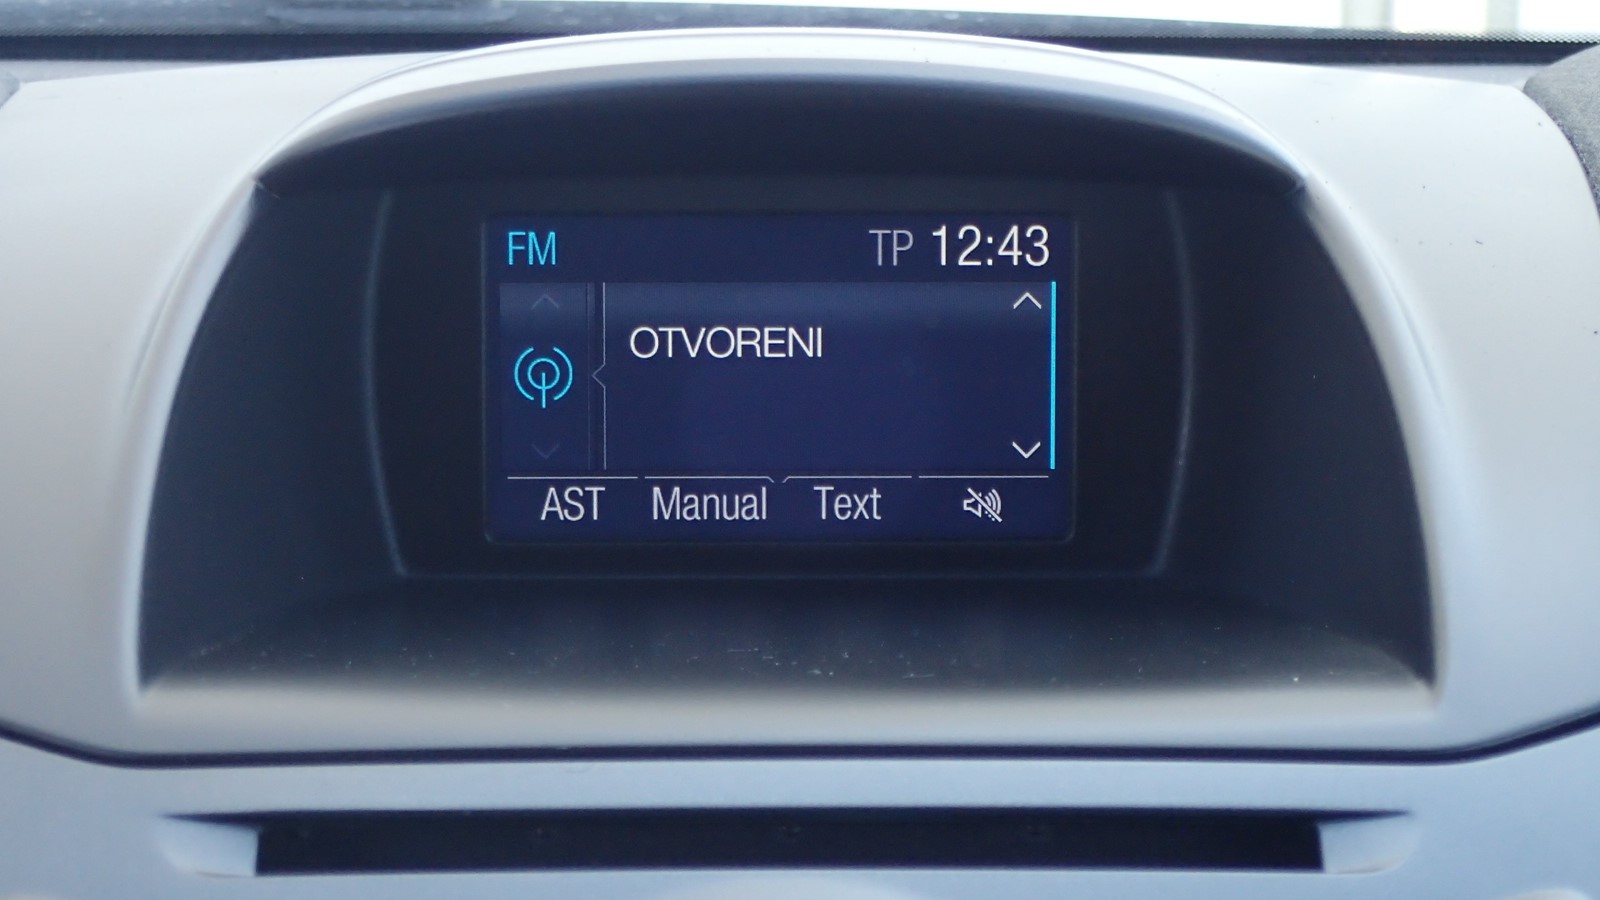 FM TP 12:43
OTVORENI
AST Manual Text